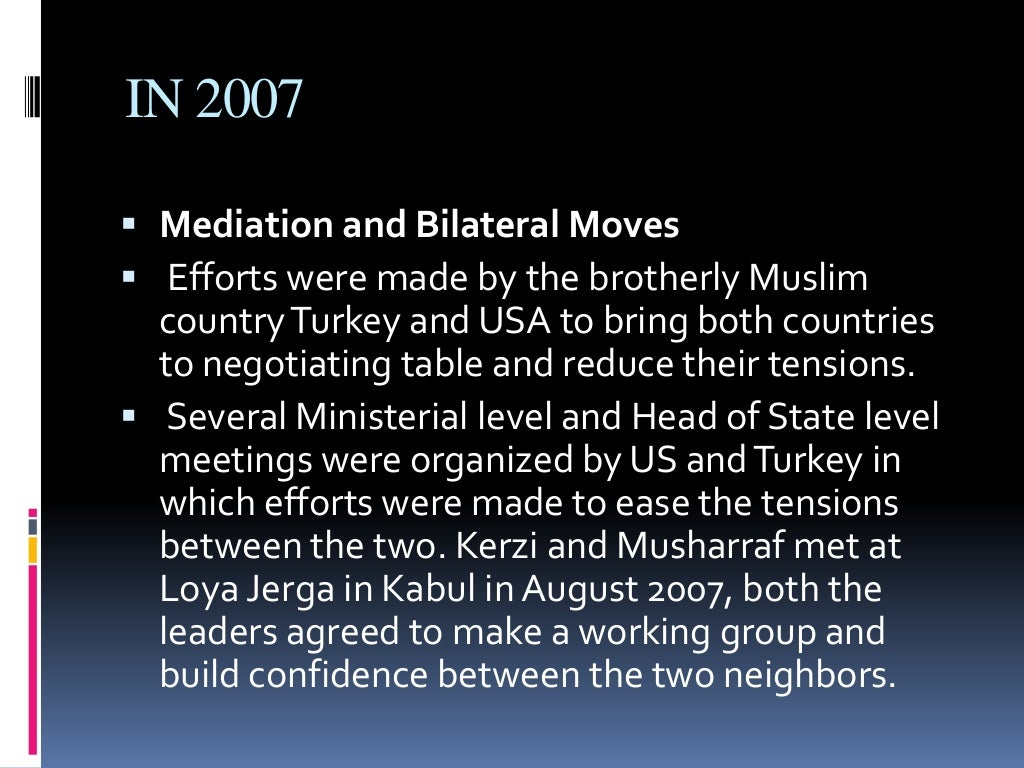 IN 2007
▪ Mediation and Bilateral Moves
▪ Efforts were made by the brotherly Muslim
country Turkey and USA to bring both countries
to negotiating table and reduce their tensions.
▪ Several Ministerial level and Head of State level
meetings were organized by US and Turkey in
which efforts were made to ease the tensions
between the two. Kerzi and Musharraf met at
Loya Jerga in Kabul in August 2007, both the
leaders agreed to make a working group and
build confidence between the two neighbors.